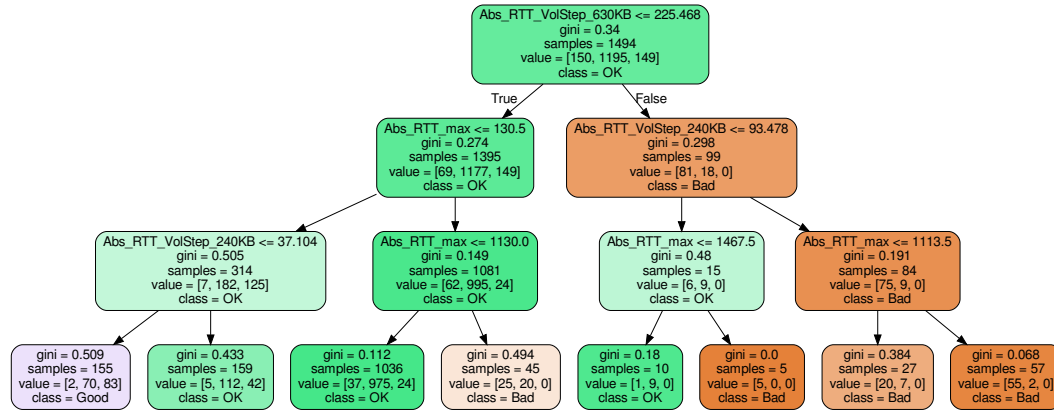 Abs_RTT_VolStep_630KB <= 225.468
gini = 0.34
samples = 1494
value = [150, 1195, 149]
class = OK
True
False
Abs_RTT_max <= 130.5
gini = 0.274
samples = 1395
value = [69, 1177, 149]
class = OK
Abs_RTT_VolStep_240KB <= 93.478
gini = 0.298
samples = 99
value = [81, 18, 0]
class = Bad
Abs_RTT_VolStep_240KB <= 37.104
gini = 0.505
samples = 314
value = [7, 182, 125]
class = OK
Abs_RTT_max <= 1130.0
gini = 0.149
samples = 1081
value = [62, 995, 24]
class = OK
Abs_RTT_max <= 1467.5
gini = 0.48
samples = 15
value = [6, 9, 0]
class = OK
Abs_RTT_max <= 1113.5
gini = 0.191
samples = 84
value = [75, 9, 0]
class = Bad
gini = 0.509
samples = 155
value = [2, 70, 83]
class = Good
gini = 0.433
samples = 159
value = [5, 112, 42]
class = OK
gini = 0.112
samples = 1036
value = [37, 975, 24]
class = OK
gini = 0.494
samples = 45
value = [25, 20, 0]
class = Bad
gini = 0.18
samples = 10
value = [1, 9, 0]
class = OK
gini = 0.0
samples = 5
value = [5, 0, 0]
class = Bad
gini = 0.384
samples = 27
value = [20, 7, 0]
class = Bad
gini = 0.068
samples = 57
value = [55, 2, 0]
class = Bad